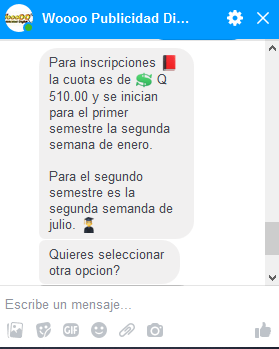 Woooo Publicidad Di...
Para inscripciones 📕
la cuota es de 💲 Q
510.00 y se inician
para el primer
semestre la segunda
semana de enero.
Para el segundo
semestre es la
segunda semanda de
julio. 👨‍🎓
Quieres seleccionar
otra opcion?
Escribe un mensaje...
GIF